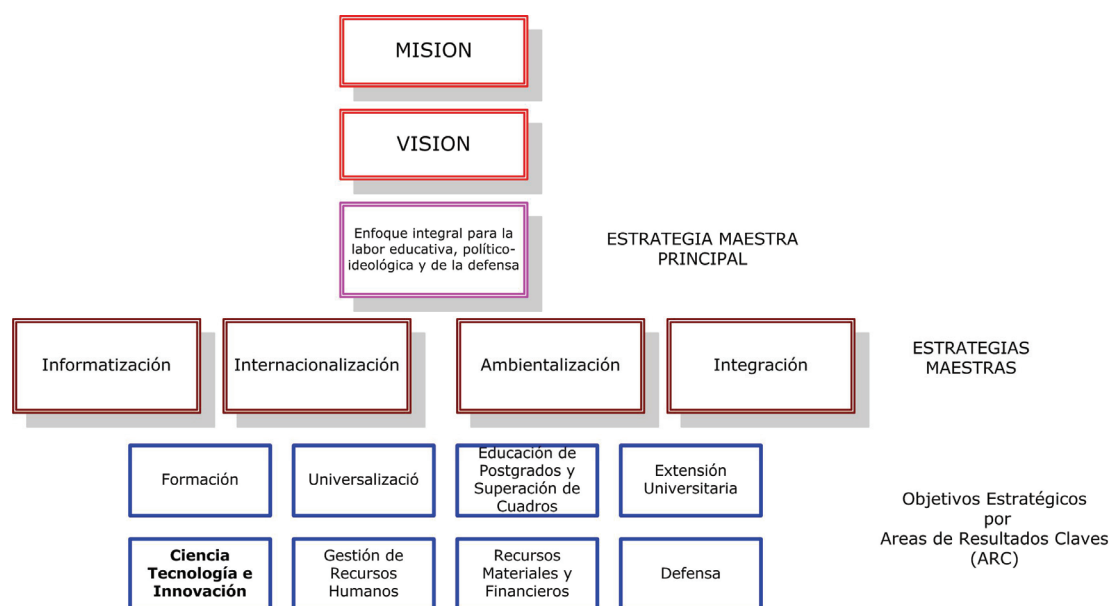 MISION
VISION
Enfoque integral para la
labor educativa, político-
ideológica y de la defensa
ESTRATEGIA MAESTRA
PRINCIPAL
Informatización
Internacionalización
Ambientalización
Integración
ESTRATEGIAS
MAESTRAS
Formación
Universalizació
Educación de
Postgrados y
Superación de
Cuadros
Extensión
Universitaria
Objetivos Estratégicos
por
Areas de Resultados Claves
(ARC)
Ciencia
Tecnología e
Innovación
Gestión de
Recursos
Humanos
Recursos
Materiales y
Financieros
Defensa